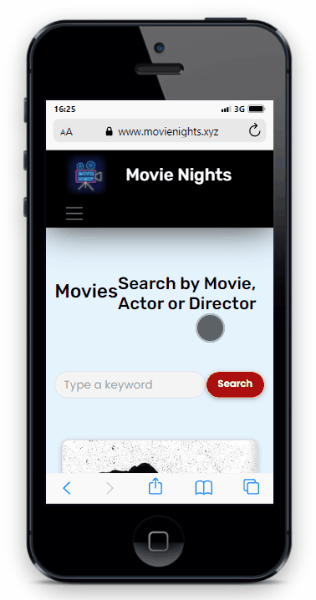 16:25
3G
AA
www.movienights.xyz
Movie Nights
Movies
Search by Movie,
Actor or Director
Type a keyword
Search